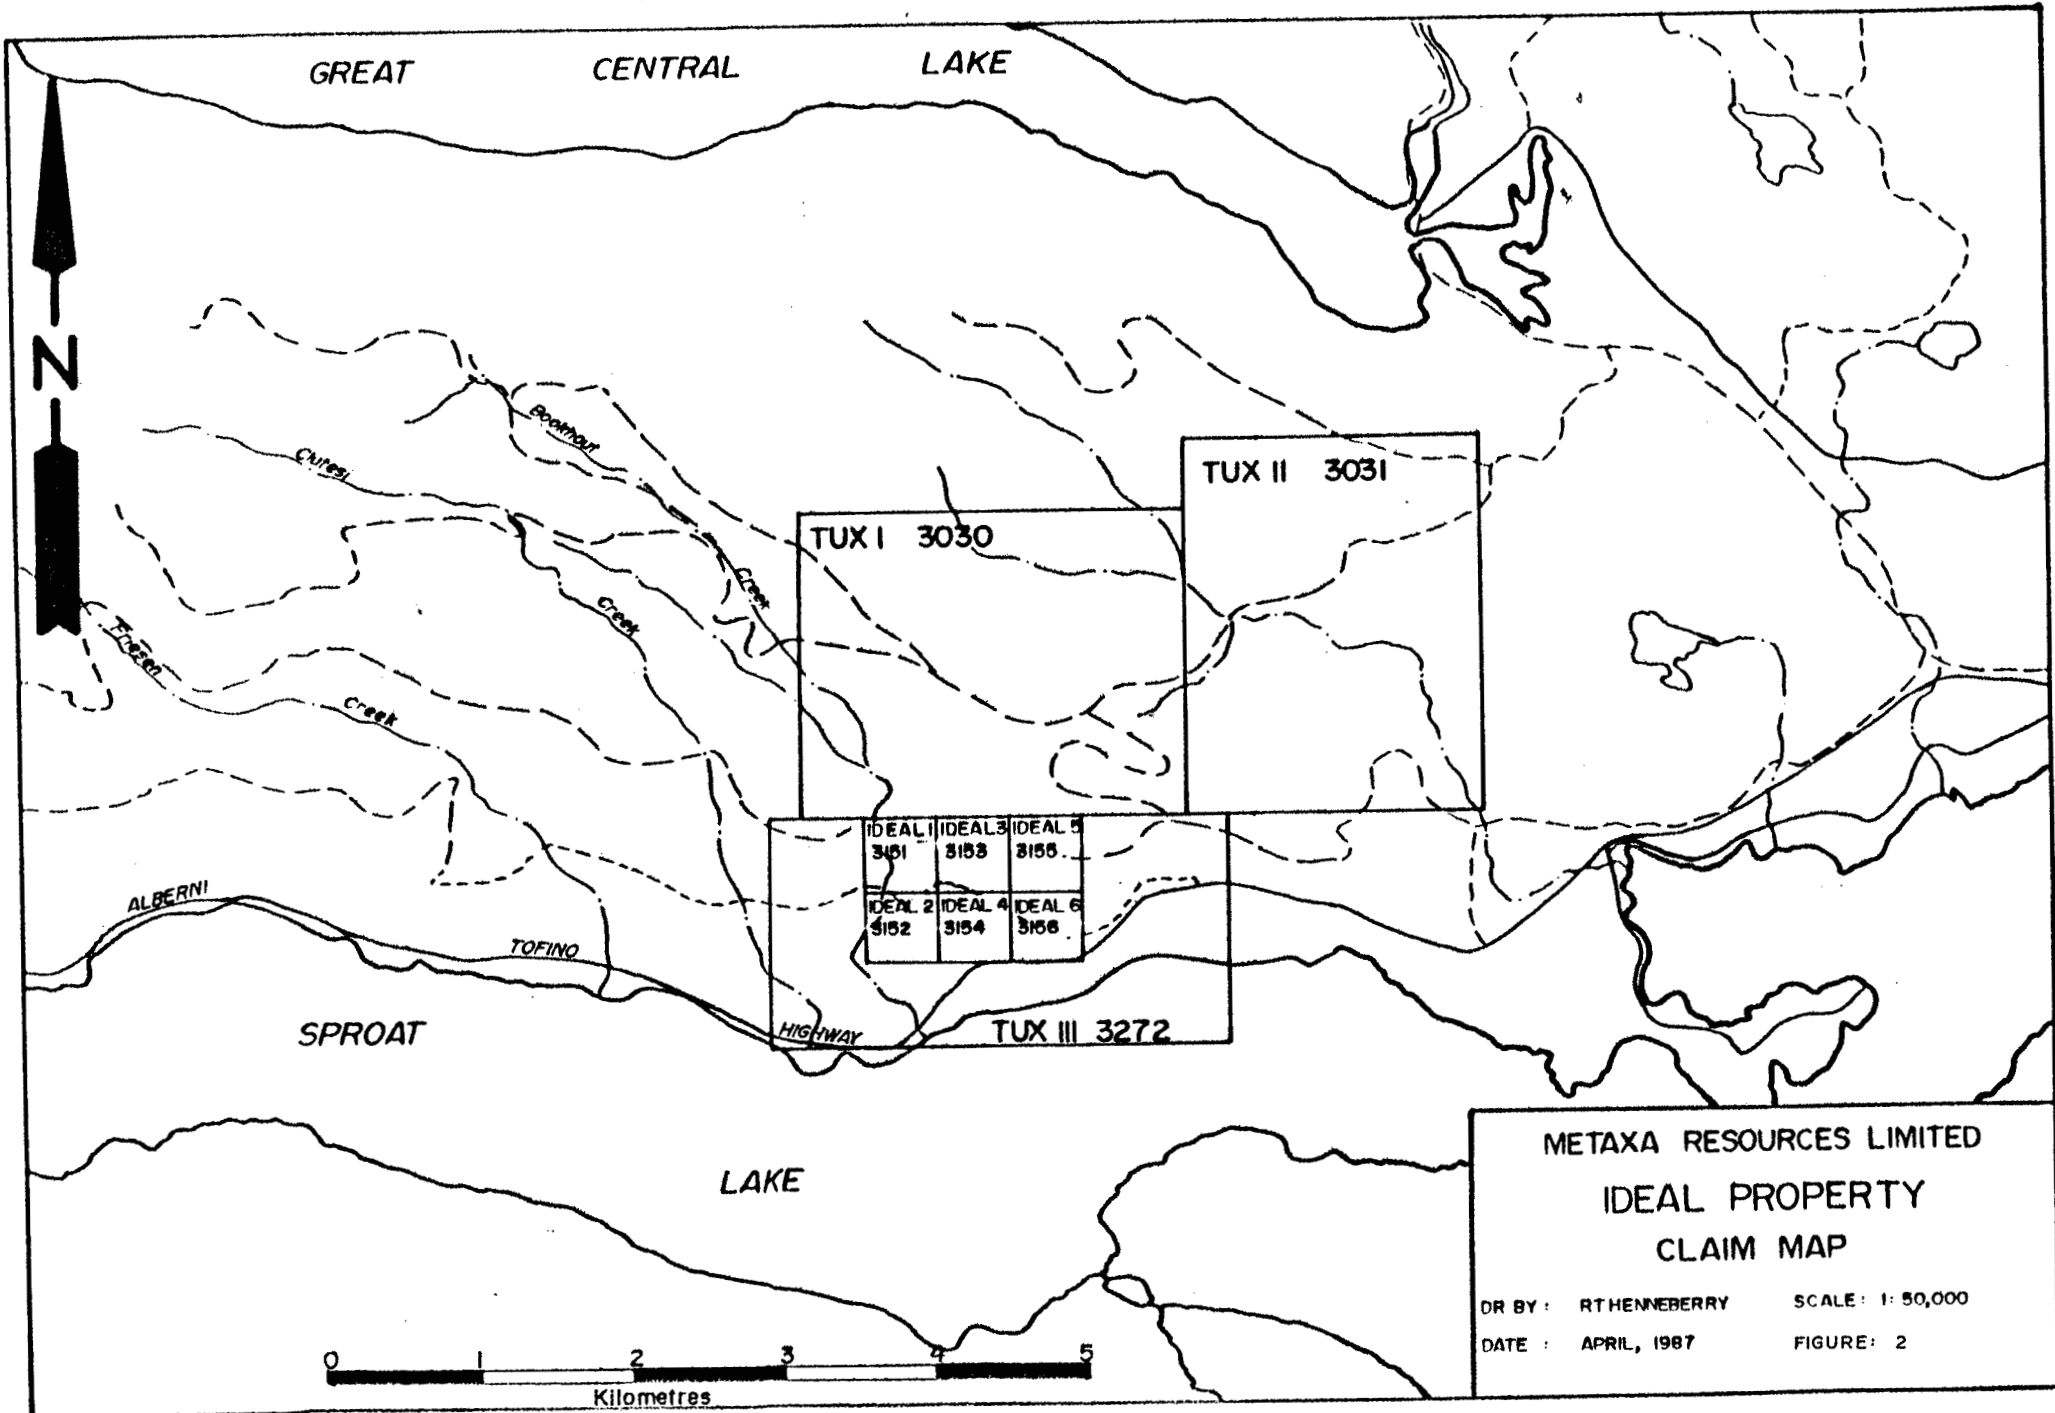 GREAT CENTRAL LAKE
N
Bookhout
Creek
Clutesi
Creek
Friesen
Creek
TUX I 3030
TUX II 3031
IDEAL 1
3151
IDEAL 3
3153
IDEAL 5
3155
IDEAL 2
3152
IDEAL 4
3154
IDEAL 6
3156
TUX III 3272
ALBERNI
TOFINO
HIGHWAY
SPROAT
LAKE
0 1 2 3 4 5
Kilometres
METAXA RESOURCES LIMITED
IDEAL PROPERTY
CLAIM MAP
DR BY : RTHENNEBERRY SCALE: 1: 50,000
DATE : APRIL, 1987 FIGURE: 2